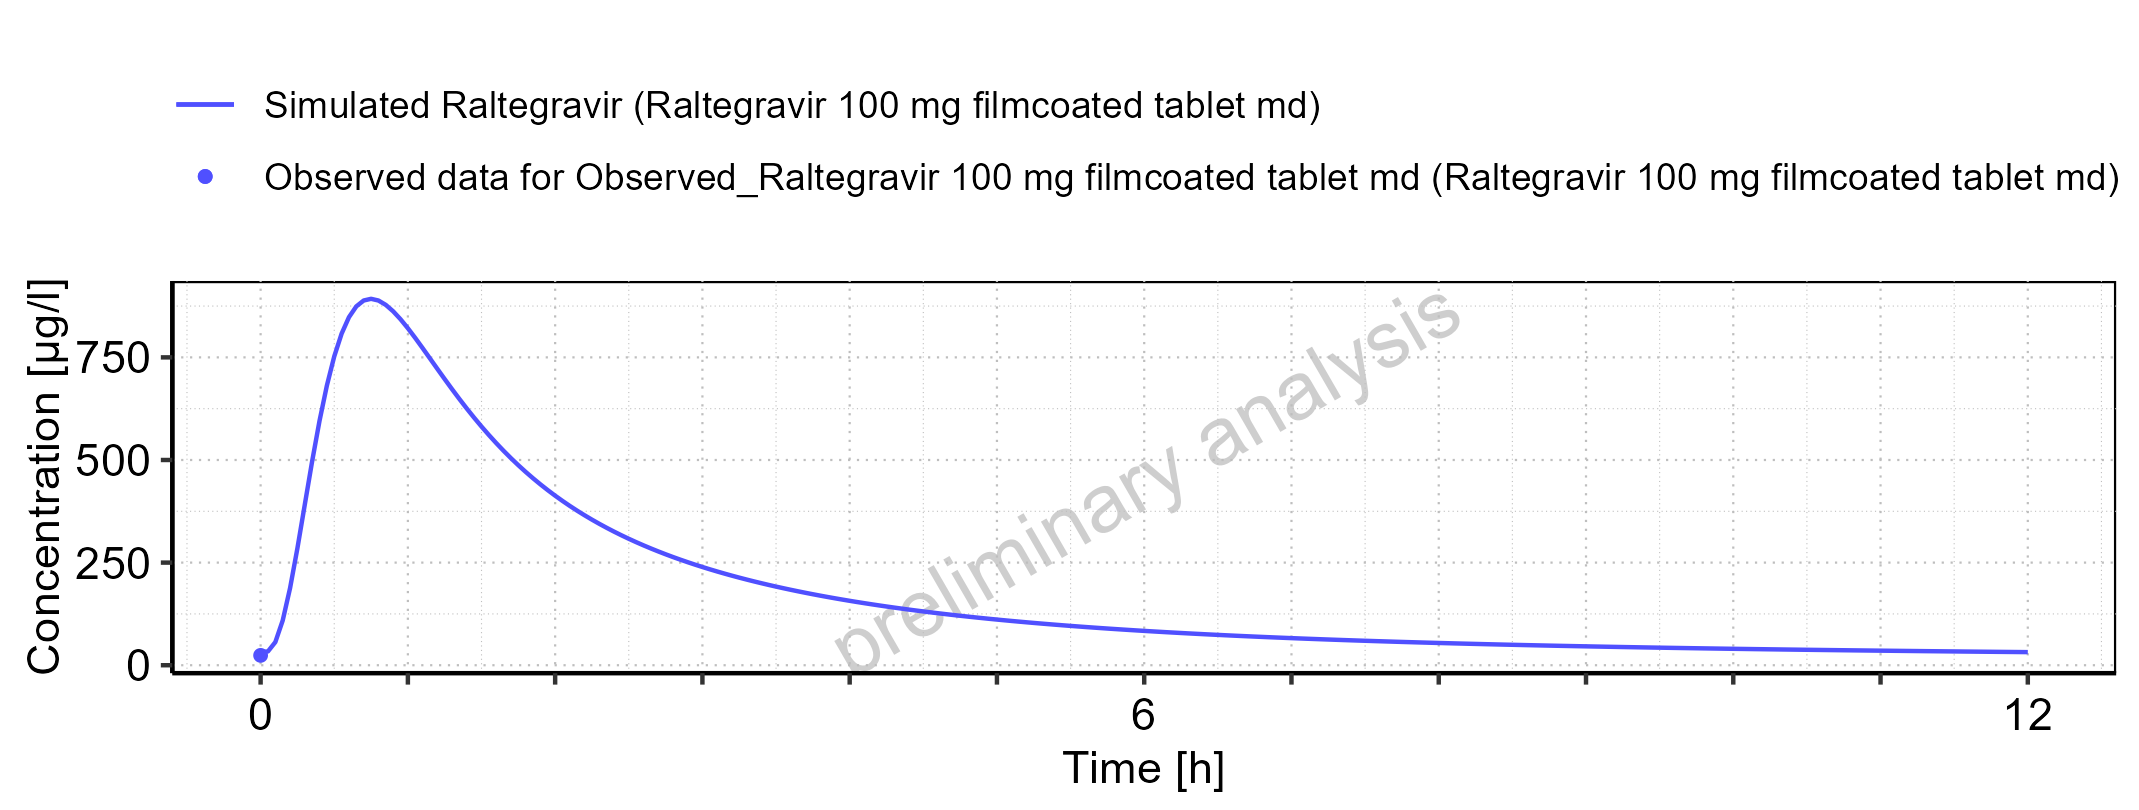 Simulated Raltegravir (Raltegravir 100 mg filmcoated tablet md)
Observed data for Observed_Raltegravir 100 mg filmcoated tablet md (Raltegravir 100 mg filmcoated tablet md)
Concentration [µg/l]
750
500
250
0
preliminary analysis
0 6 12
Time [h]